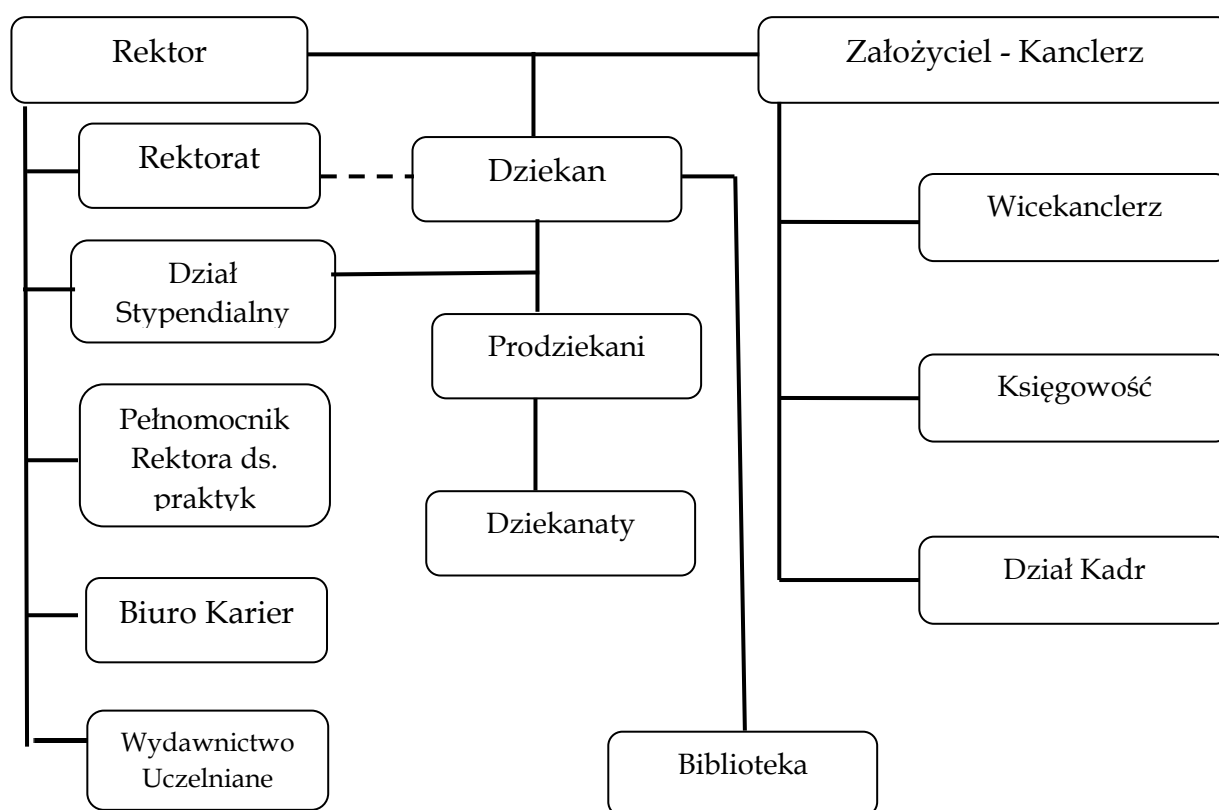 Rektor
Założyciel - Kanclerz
Rektorat
Dziekan
Wicekanclerz
Dział
Stypendialny
Prodziekani
Księgowość
Pełnomocnik
Rektora ds.
praktyk
Dziekanaty
Dział Kadr
Biuro Karier
Wydawnictwo
Uczelniane
Biblioteka